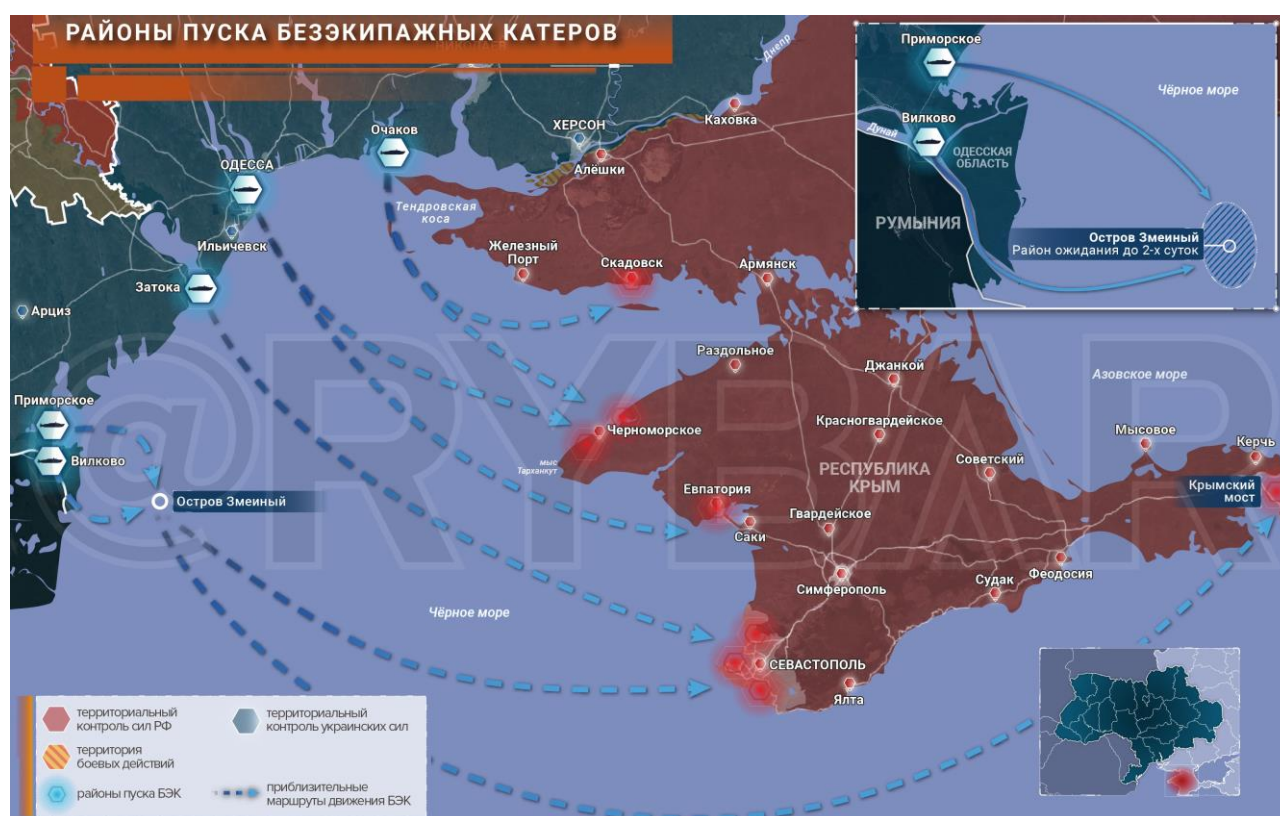 РАЙОНЫ ПУСКА БЕЗЭКИПАЖНЫХ КАТЕРОВ
НИКОЛАЕВ
Днепр
Приморское
Чёрное море
Вилково
Дунай
ОДЕССКАЯ
ОБЛАСТЬ
РУМЫНИЯ
Остров Змеиный
Район ожидания до 2-х суток
Очаков
ХЕРСОН
Каховка
Алёшки
ОДЕССА
Тендровская
коса
Ильичевск
Железный
Порт
Скадовск
Армянск
Затока
Арциз
Раздольное
Джанкой
Азовское море
Приморское
Черноморское
Красногвардейское
Мысовое
Керчь
Вилково
мыс
Тарханкут
РЕСПУБЛИКА
КРЫМ
Советский
Крымский
мост
Остров Змеиный
Евпатория
Гвардейское
Саки
Симферополь
Судак
Феодосия
Чёрное море
СЕВАСТОПОЛЬ
Ялта
@RYBAR
территориальный
контроль сил РФ
территориальный
контроль украинских сил
территория
боевых действий
районы пуска БЭК
приблизительные
маршруты движения БЭК